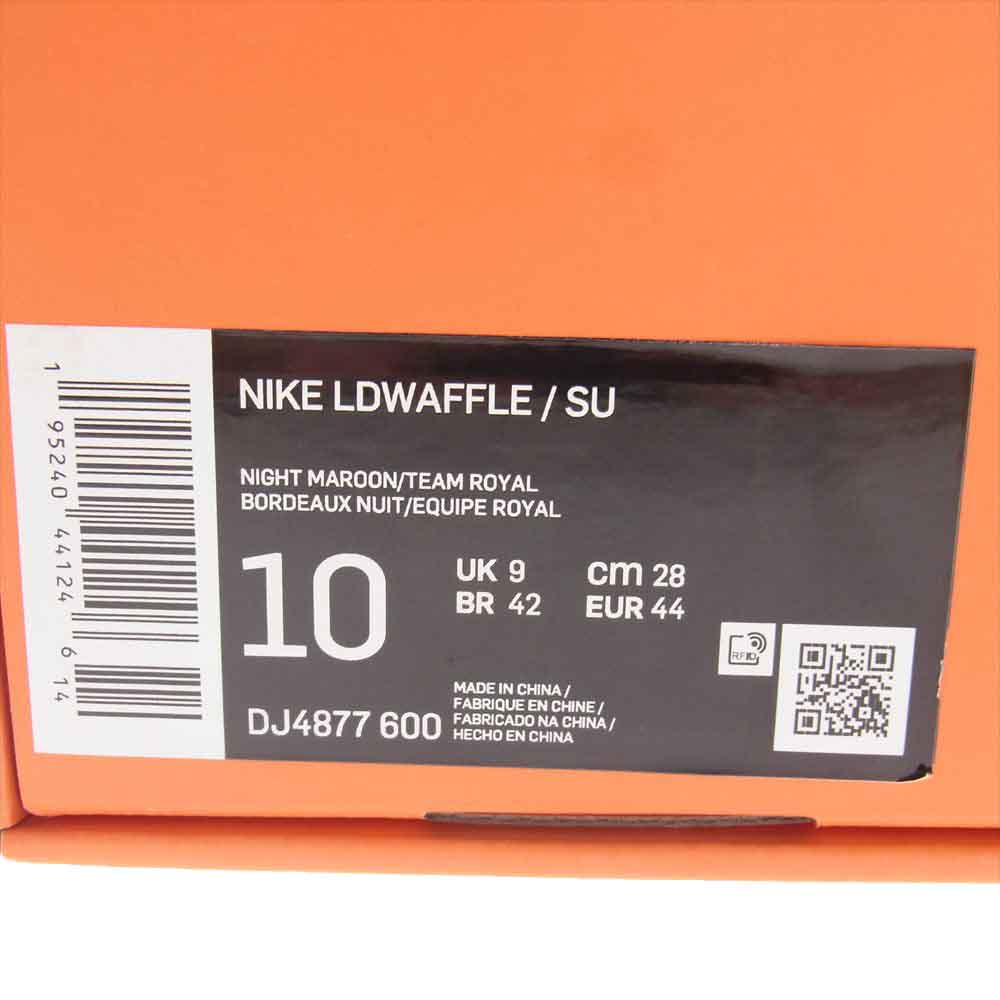 1 95240 44124 6 14
NIKE LDWAFFLE / SU
NIGHT MAROON/TEAM ROYAL
BORDEAUX NUIT/EQUIPE ROYAL
10
UK 9
cm 28
BR 42
EUR 44
RFID
DJ4877 600
MADE IN CHINA /
FABRIQUE EN CHINE /
FABRICADO NA CHINA /
HECHO EN CHINA